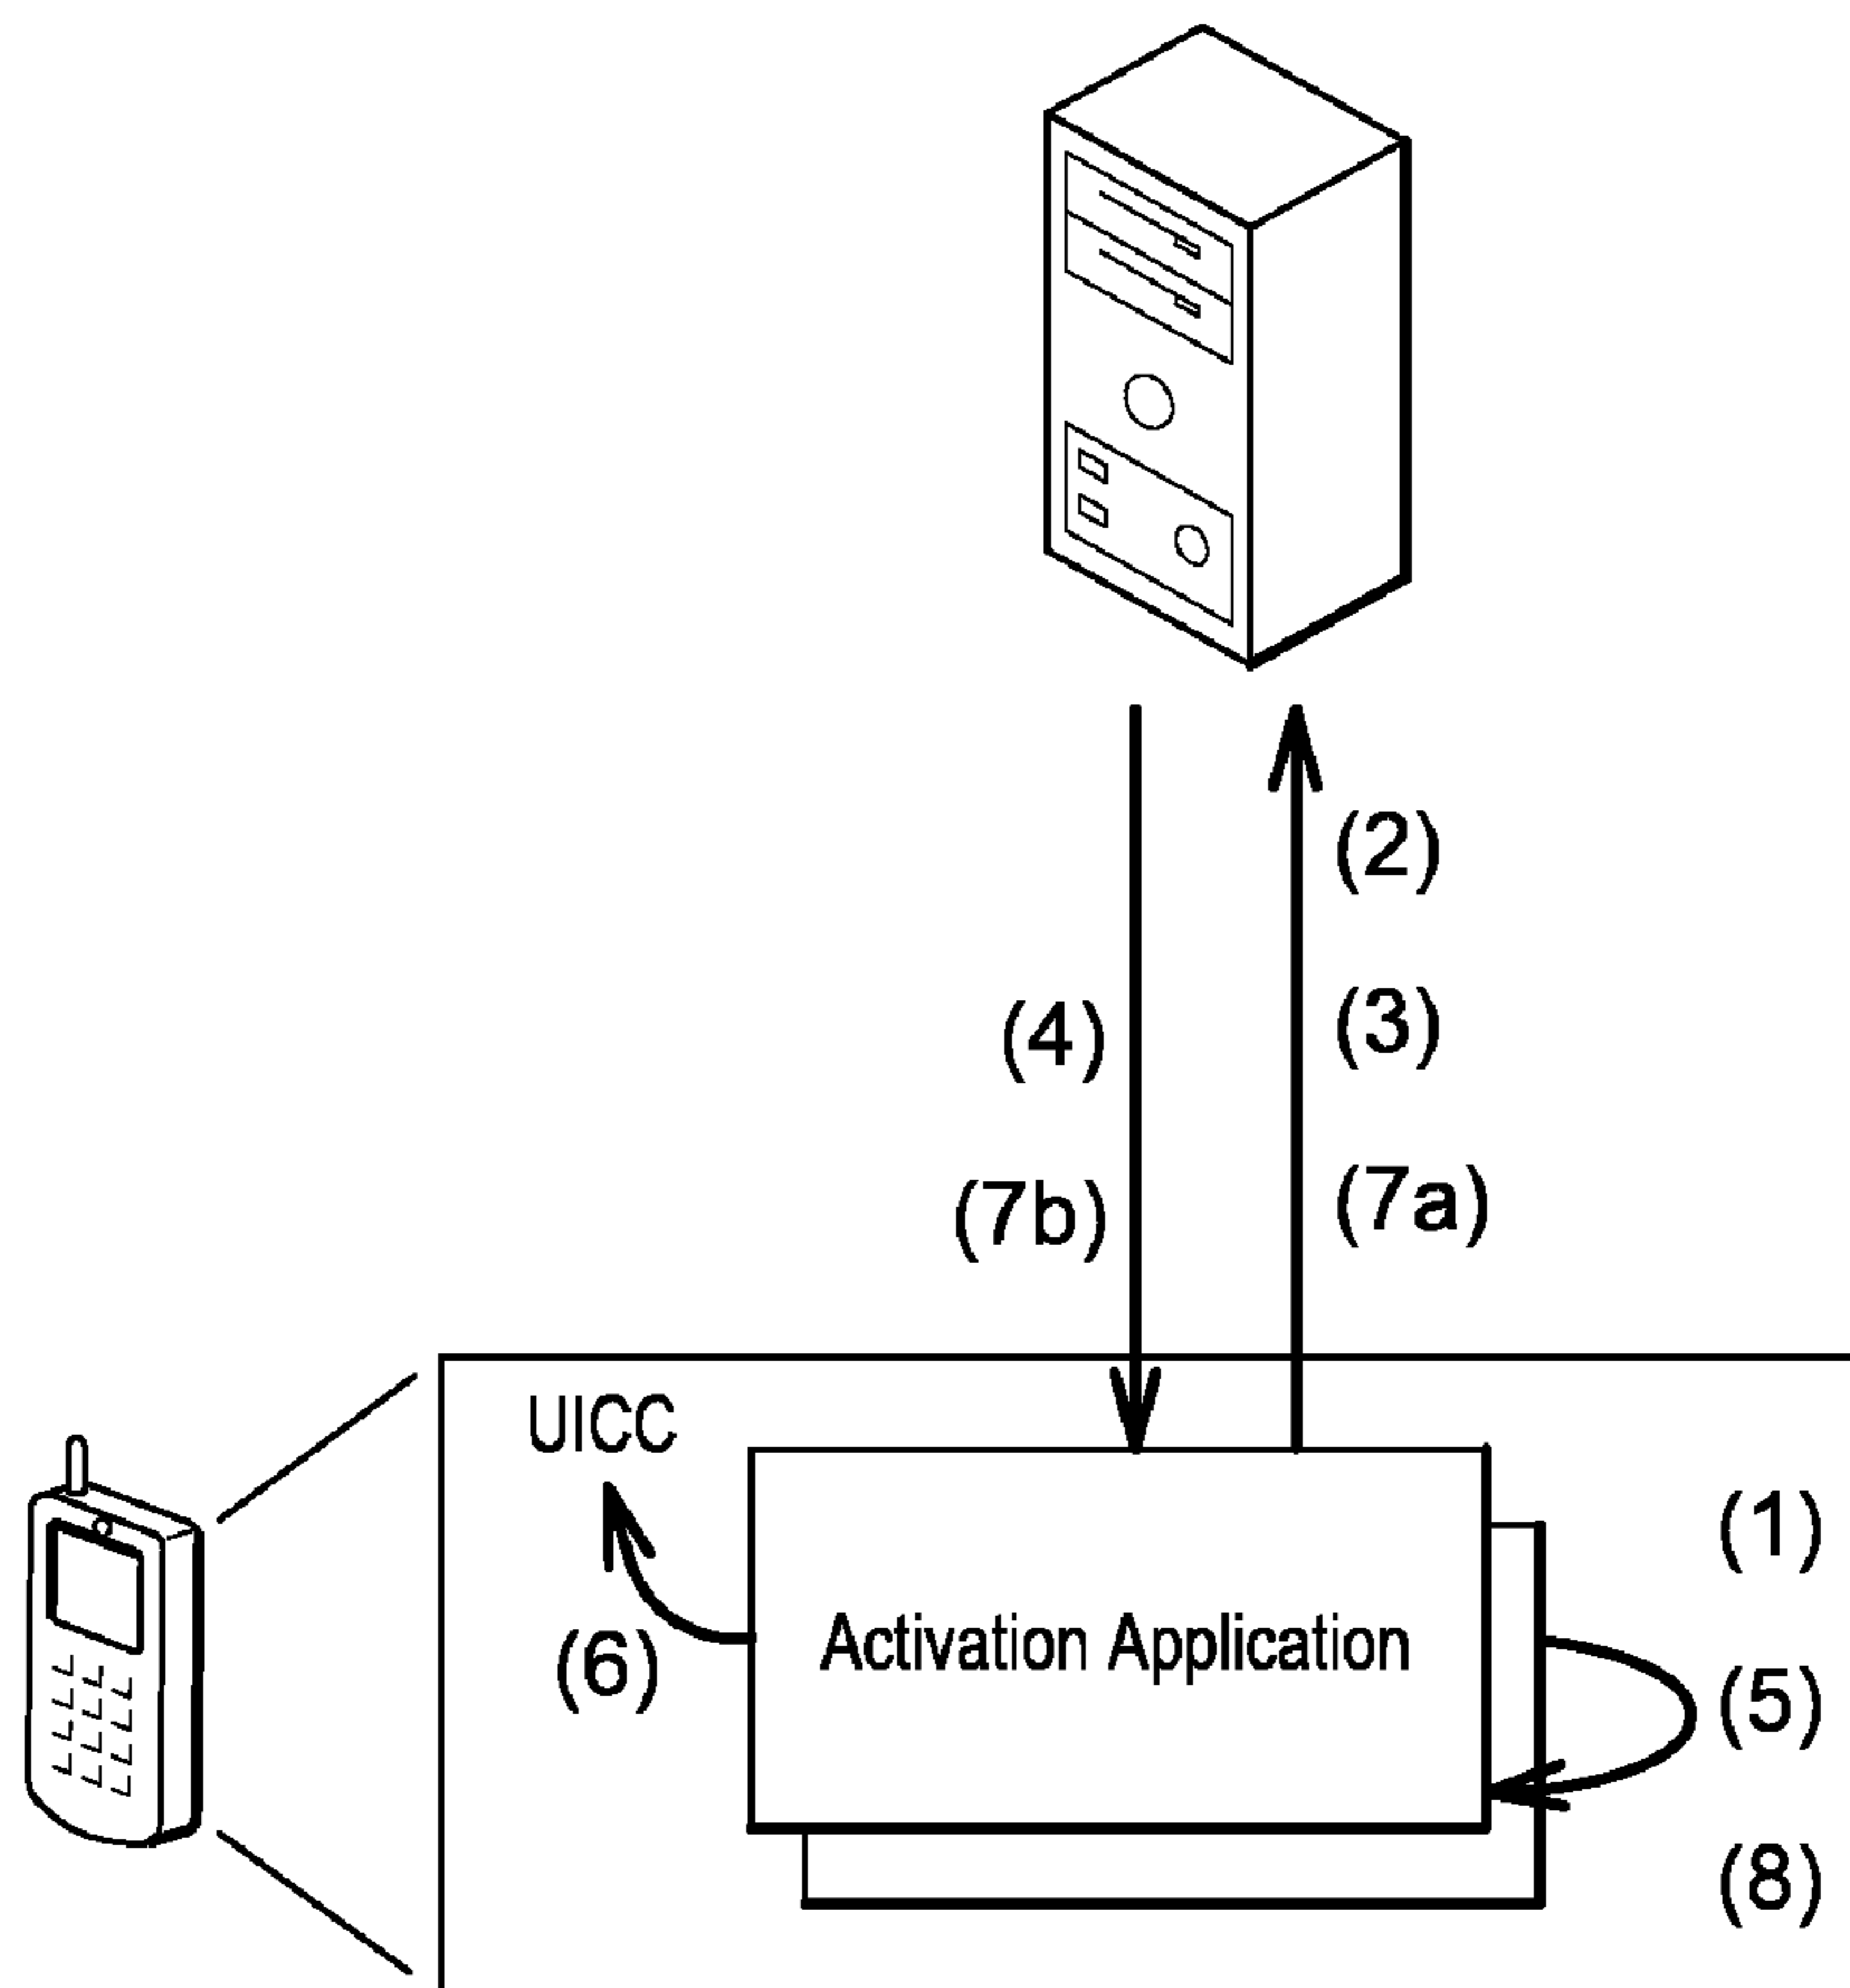 (2)
(4)
(3)
(7b)
(7a)
UICC
(1)
(6)
Activation Application
(5)
(8)